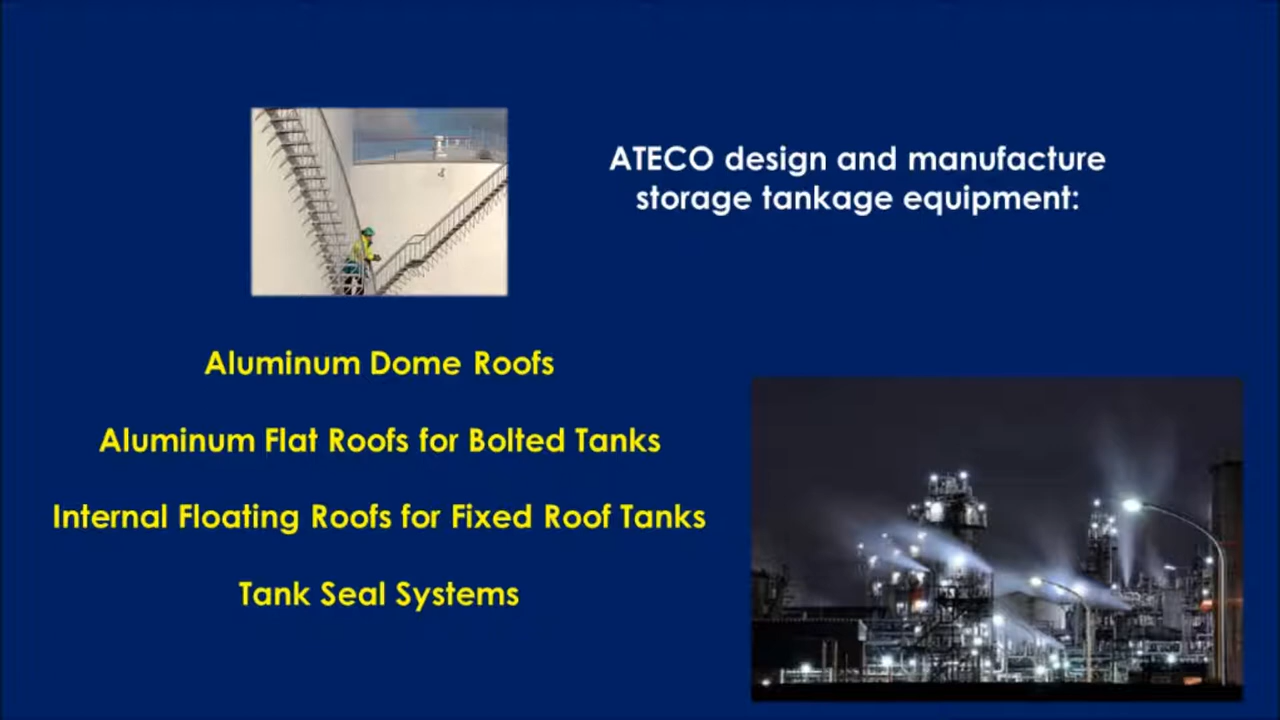 ATECO design and manufacture
storage tankage equipment:
Aluminum Dome Roofs
Aluminum Flat Roofs for Bolted Tanks
Internal Floating Roofs for Fixed Roof Tanks
Tank Seal Systems